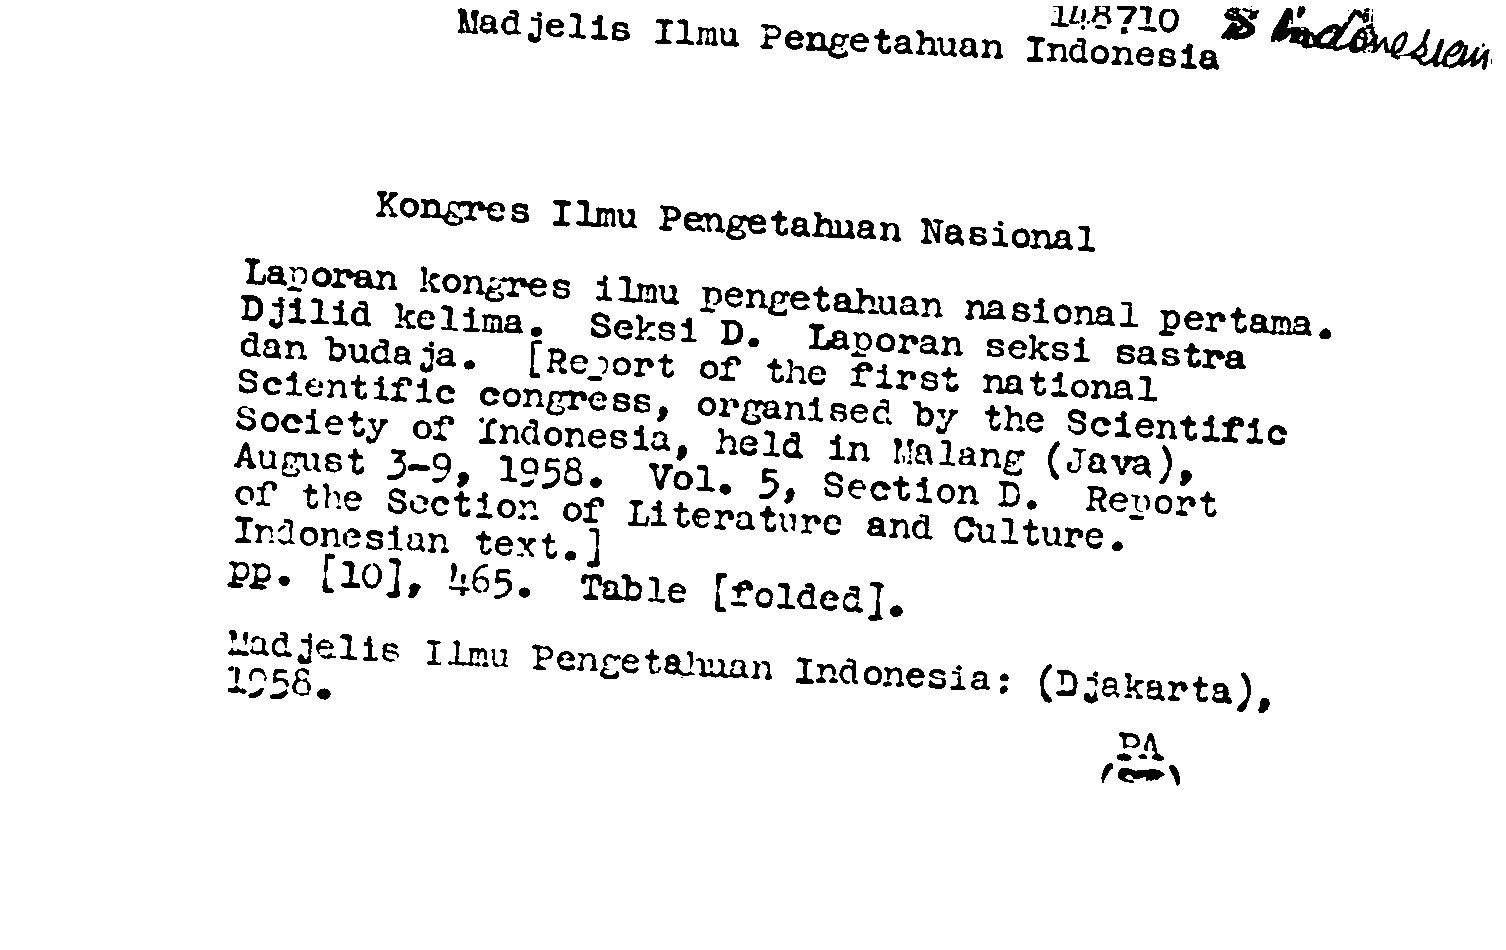 148710 S Indonesian
Madjelis Ilmu Pengetahuan Indonesia
Kongres Ilmu Pengetahuan Nasional
Laporan kongres ilmu pengetahuan nasional pertama.
Djilid kelima. Seksi D. Laporan seksi sastra
dan budaja. [Report of the first national
Scientific congress, organised by the Scientific
Society of Indonesia, held in Malang (Java),
August 3-9, 1958. Vol. 5, Section D. Report
of the Section of Literature and Culture.
Indonesian text.]
pp. [10], 465. Table [folded].
Madjelis Ilmu Pengetahuan Indonesia: (Djakarta),
1958.
PA